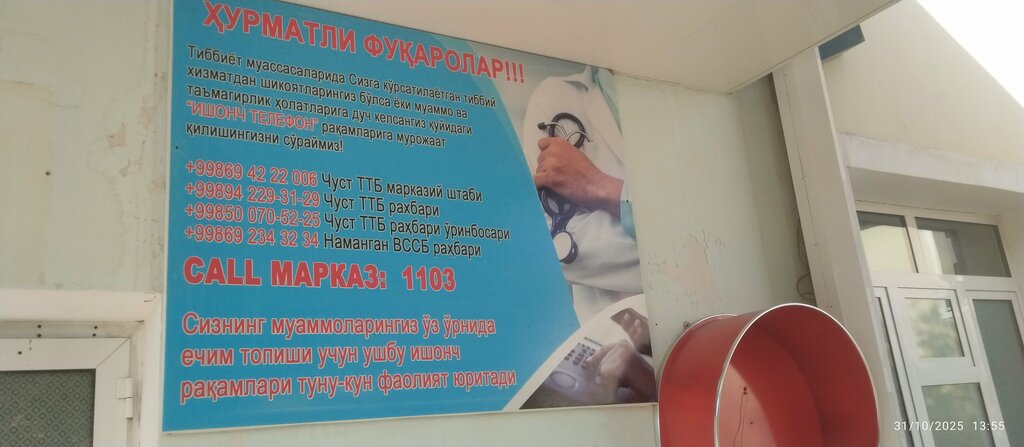 ҲУРМАТЛИ ФУҚАРОЛАР!!!
Тиббиёт муассасаларида Сизга кўрсатилаётган тиббий
хизматдан шикоятларингиз бўлса ёки муаммо ва
таъмагирлик ҳолатларига дуч келсангиз қуйидаги
"ИШОНЧ ТЕЛЕФОН" рақамларига мурожаат
қилишингизни сўраймиз!
+99869 42 22 006 Чуст ТТБ марказий штаби
+99894 229-31-29 Чуст ТТБ раҳбари
+99850 070-52-25 Чуст ТТБ раҳбари ўринбосари
+99869 234 32 34 Наманган ВССБ раҳбари
CALL МАРКАЗ: 1103
Сизнинг муаммоларингиз ўз ўрнида
ечим топиши учун ушбу ишонч
рақамлари туну-кун фаолият юритади
31/10/2025 13:55